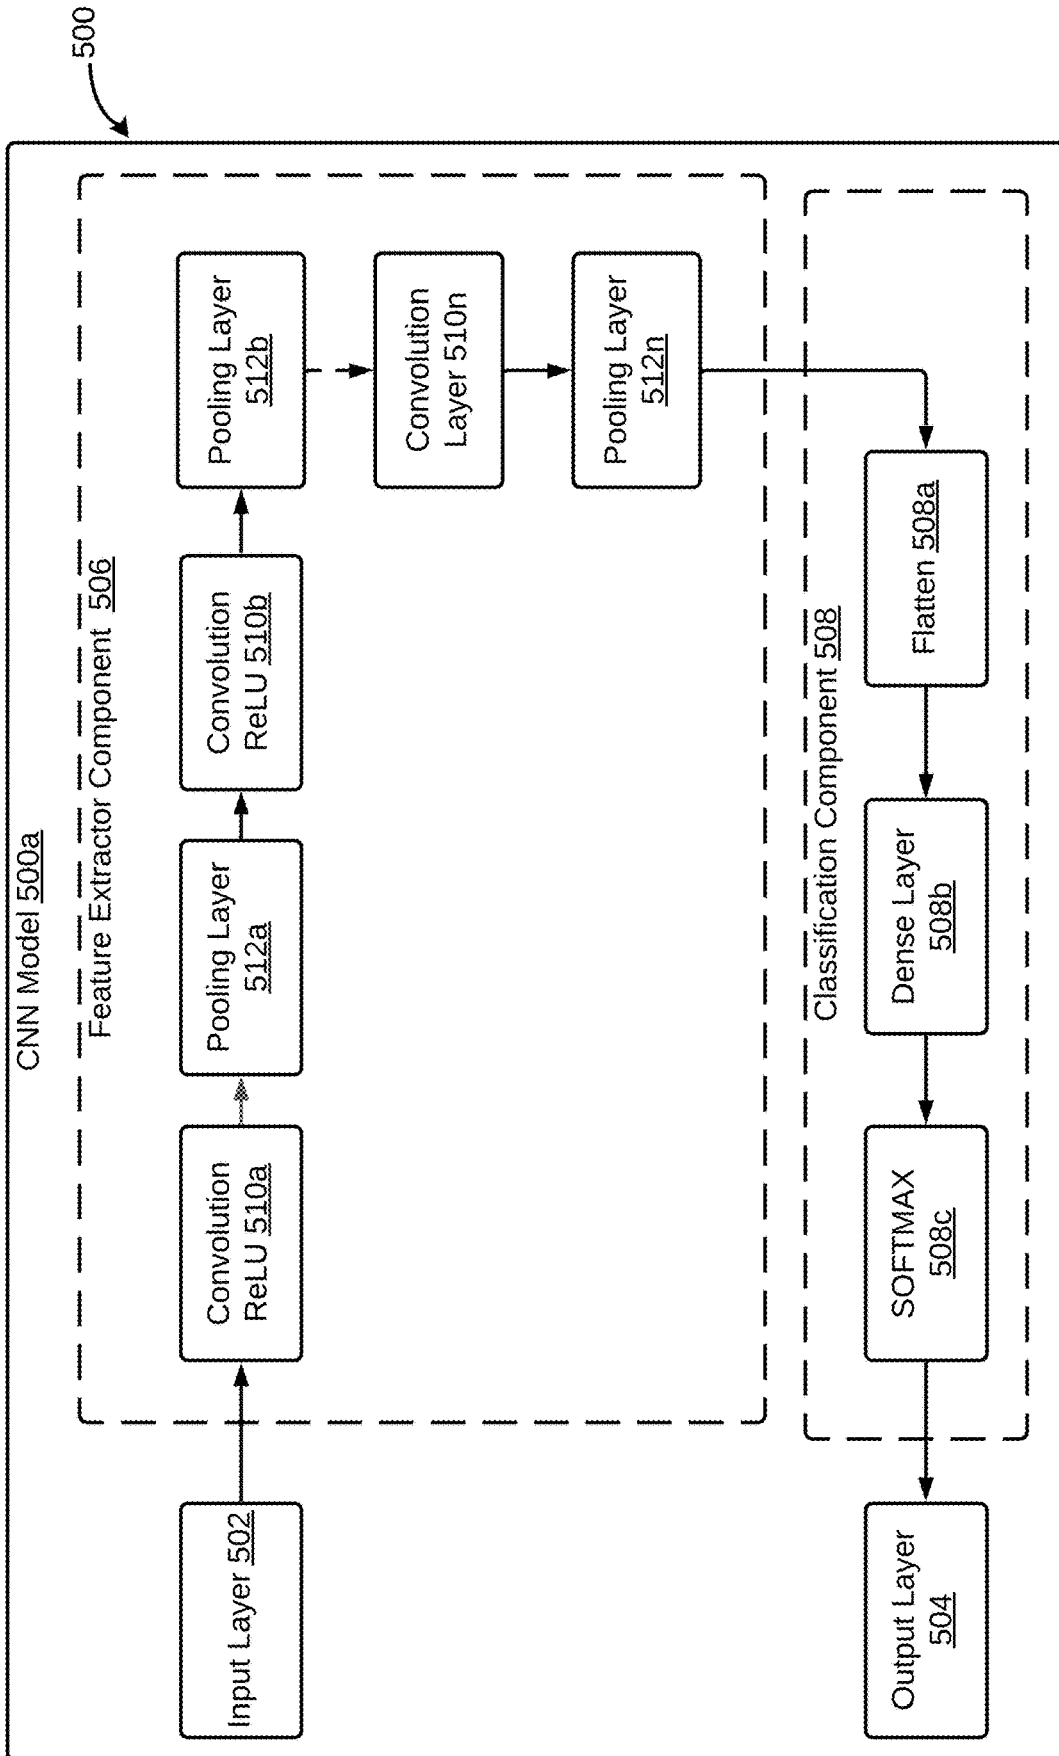 500
CNN Model 500a
Feature Extractor Component 506
Input Layer 502
Convolution
ReLU 510a
Pooling Layer
512a
Convolution
ReLU 510b
Pooling Layer
512b
Convolution
Layer 510n
Pooling Layer
512n
Classification Component 508
Flatten 508a
Dense Layer
508b
SOFTMAX
508c
Output Layer
504